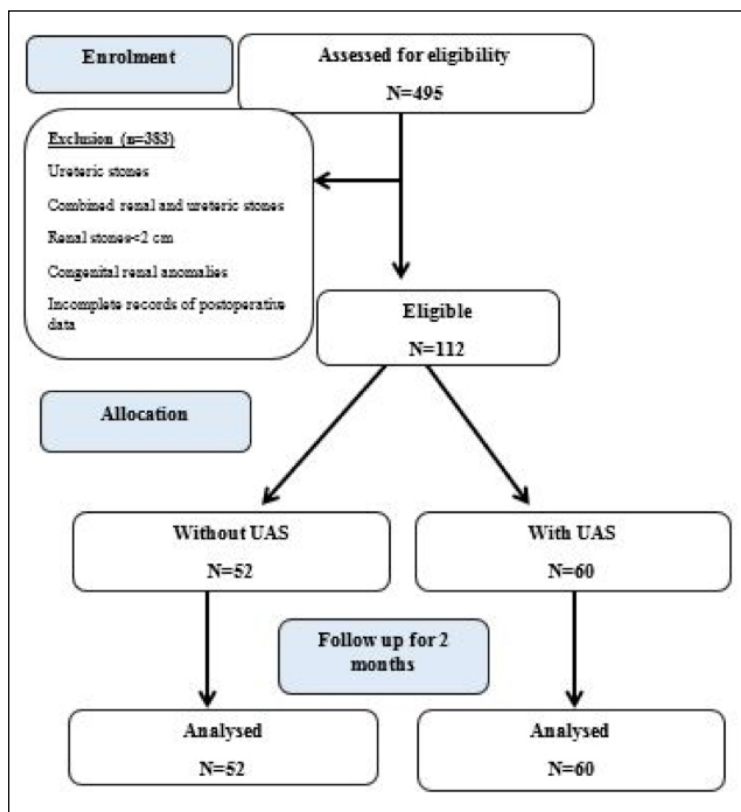 Enrolment
Assessed for eligibility
N=495
Exclusion (n=383)
Ureteric stones
Combined renal and ureteric stones
Renal stones<2 cm
Congenital renal anomalies
Incomplete records of postoperative
data
Eligible
N=112
Allocation
Without UAS
N=52
With UAS
N=60
Follow up for 2
months
Analysed
N=52
Analysed
N=60